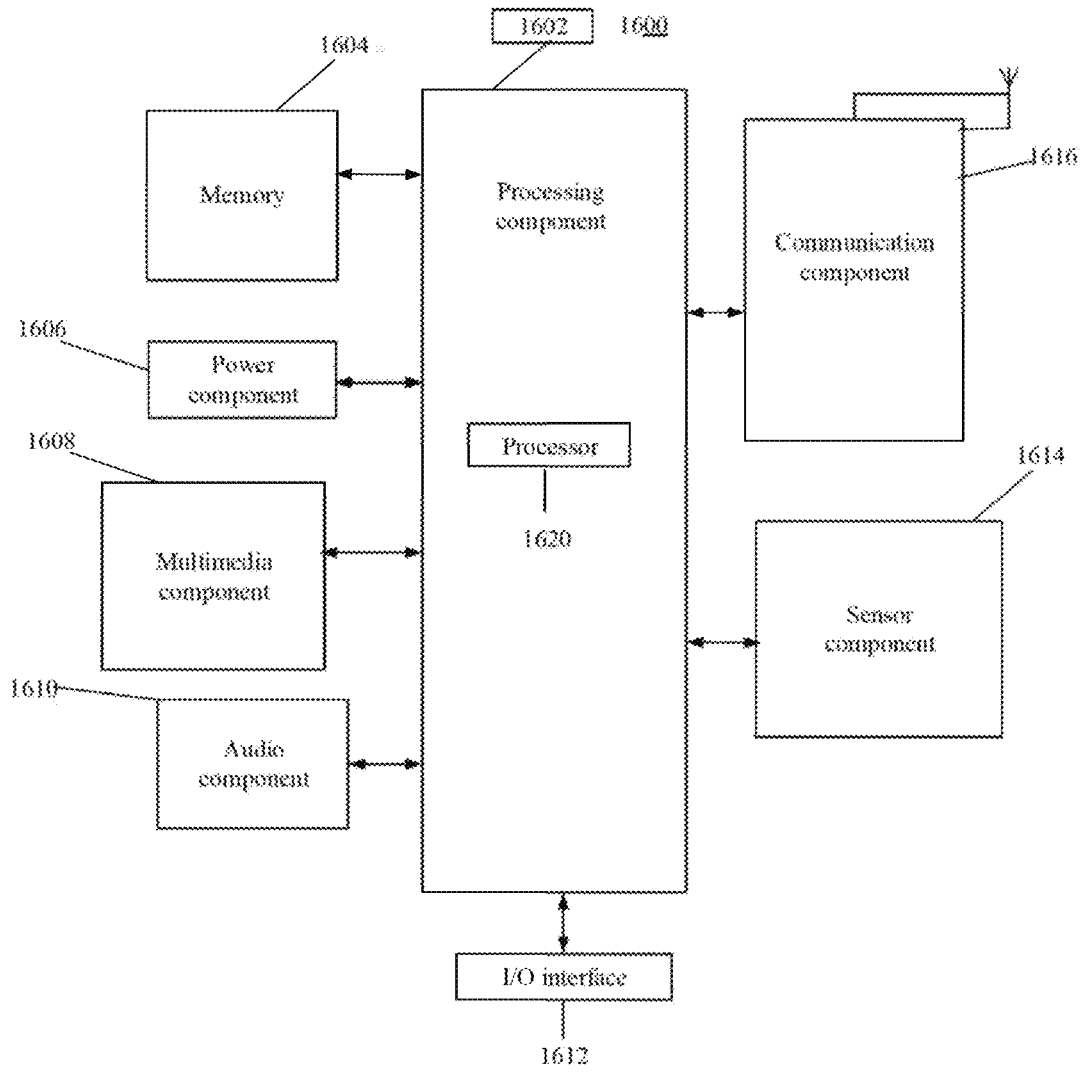 1602
1600
1604
1616
Memory
Processing
component
Communication
component
1606
Power
component
1608
Processor
1614
1620
Multimedia
component
Sensor
component
1610
Audio
component
I/O interface
1612